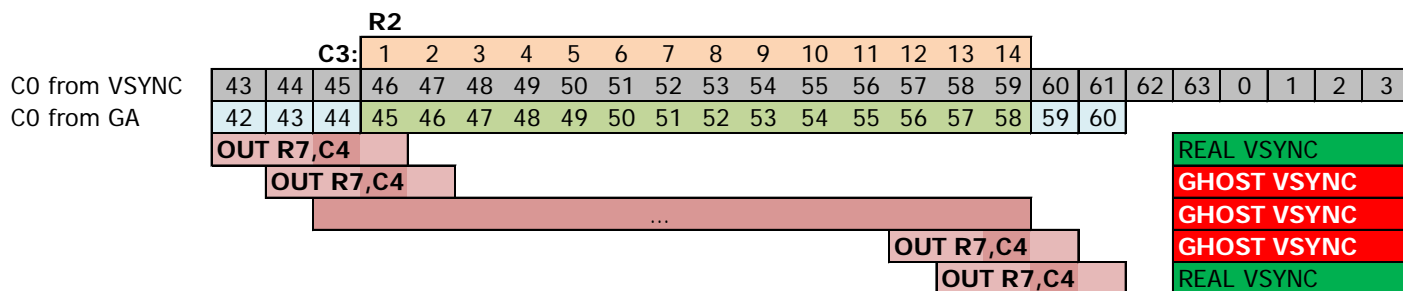 R2
C3: 1 2 3 4 5 6 7 8 9 10 11 12 13 14
C0 from VSYNC 43 44 45 46 47 48 49 50 51 52 53 54 55 56 57 58 59 60 61 62 63 0 1 2 3
C0 from GA 42 43 44 45 46 47 48 49 50 51 52 53 54 55 56 57 58 59 60
OUT R7,C4 REAL VSYNC
OUT R7,C4 GHOST VSYNC
... GHOST VSYNC
OUT R7,C4 GHOST VSYNC
OUT R7,C4 REAL VSYNC